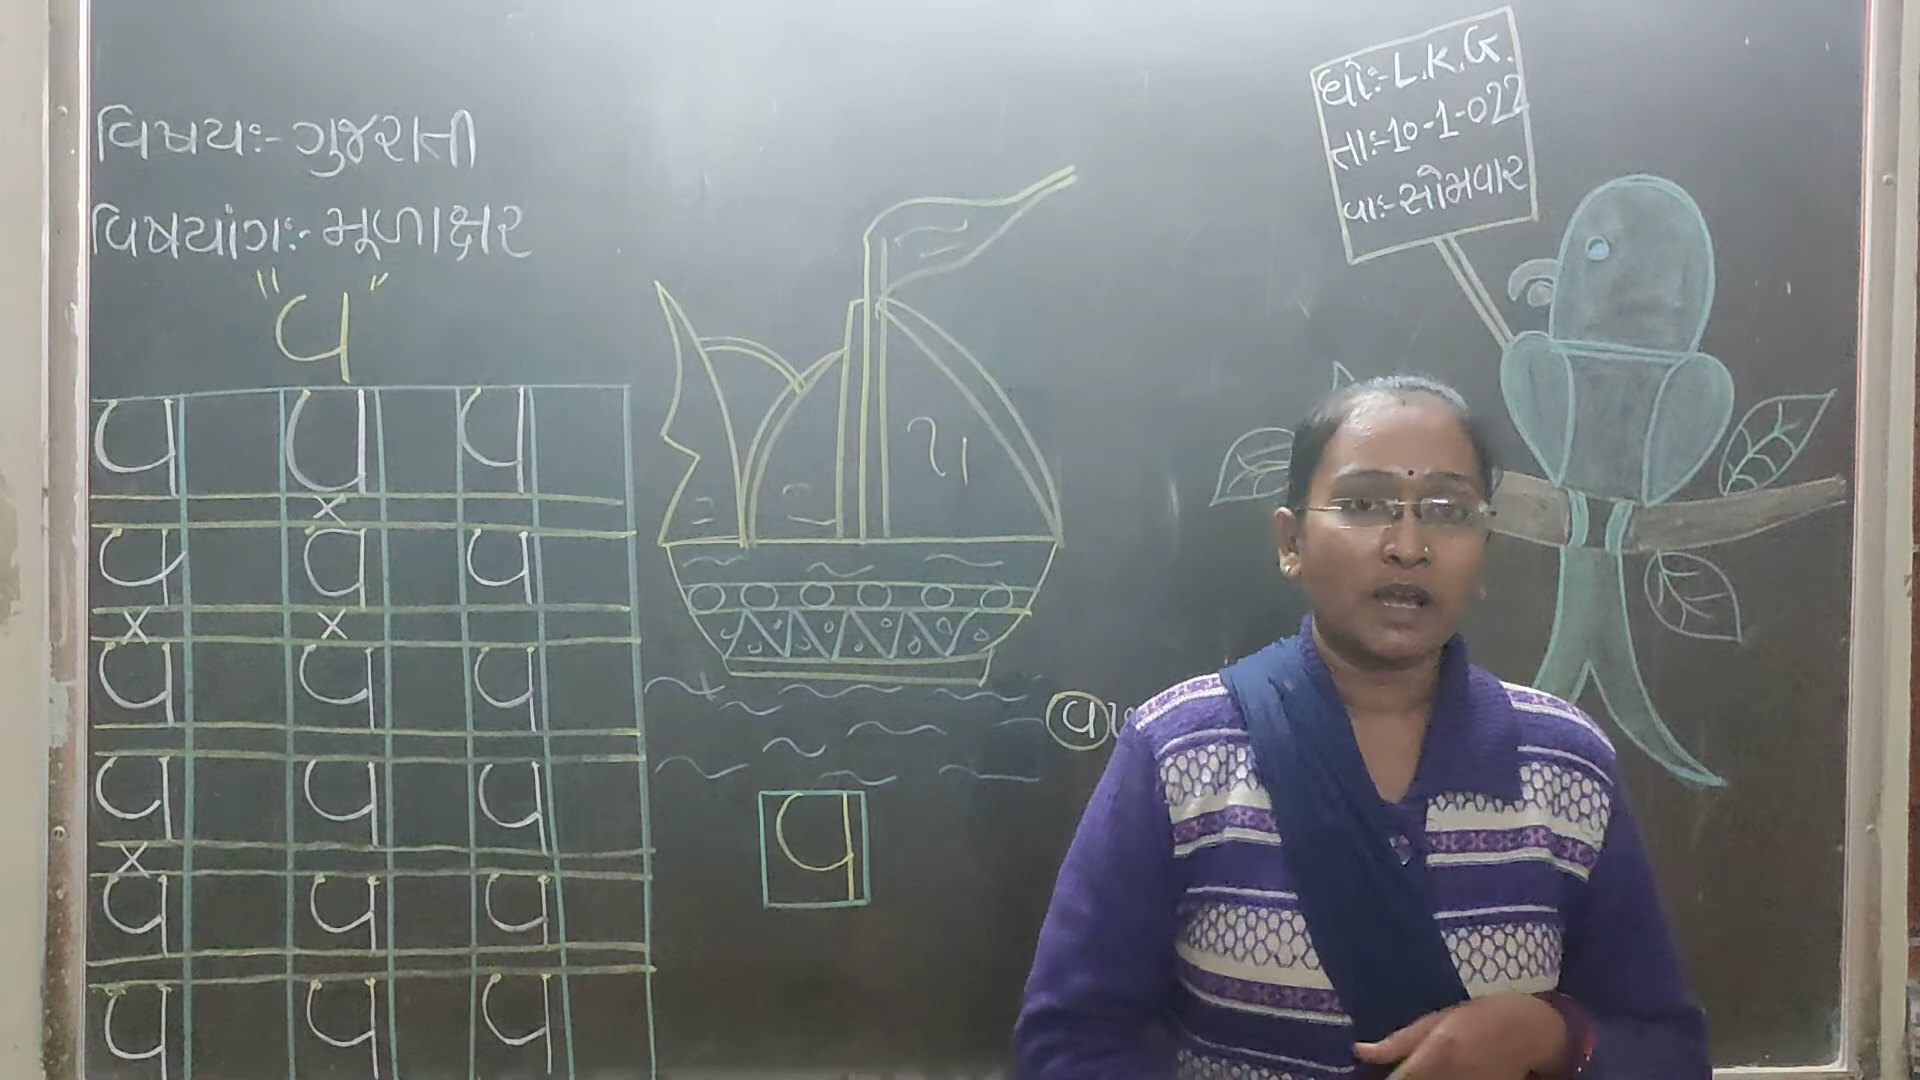 વિષયઃ- ગુજરાતી
વિષયાંગઃ- મૂળાક્ષર
"વ"
વ વ વ
x
વ વ વ
x x
વ વ વ
વ વ વ
x
વ વ વ
વ વ વ
વ
ધોઃ- L.K.G.
તાઃ-10-1-022
વાઃ-સોમવાર